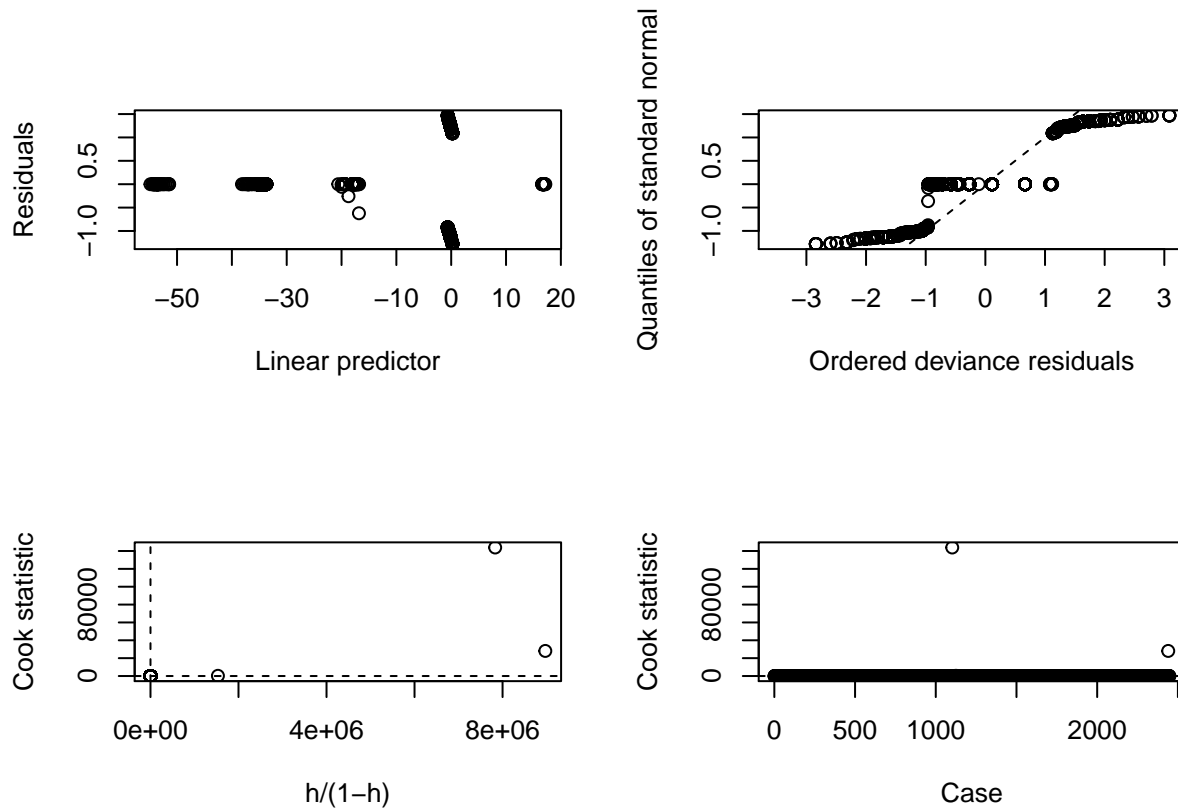 Residuals
0.5
−1.0
−50
−30
−10
0
10
20
Linear predictor
Quantiles of standard normal
0.5
−1.0
−3
−2
−1
0
1
2
3
Ordered deviance residuals
Cook statistic
80000
0
0e+00
4e+06
8e+06
h/(1−h)
Cook statistic
80000
0
0
500
1000
2000
Case